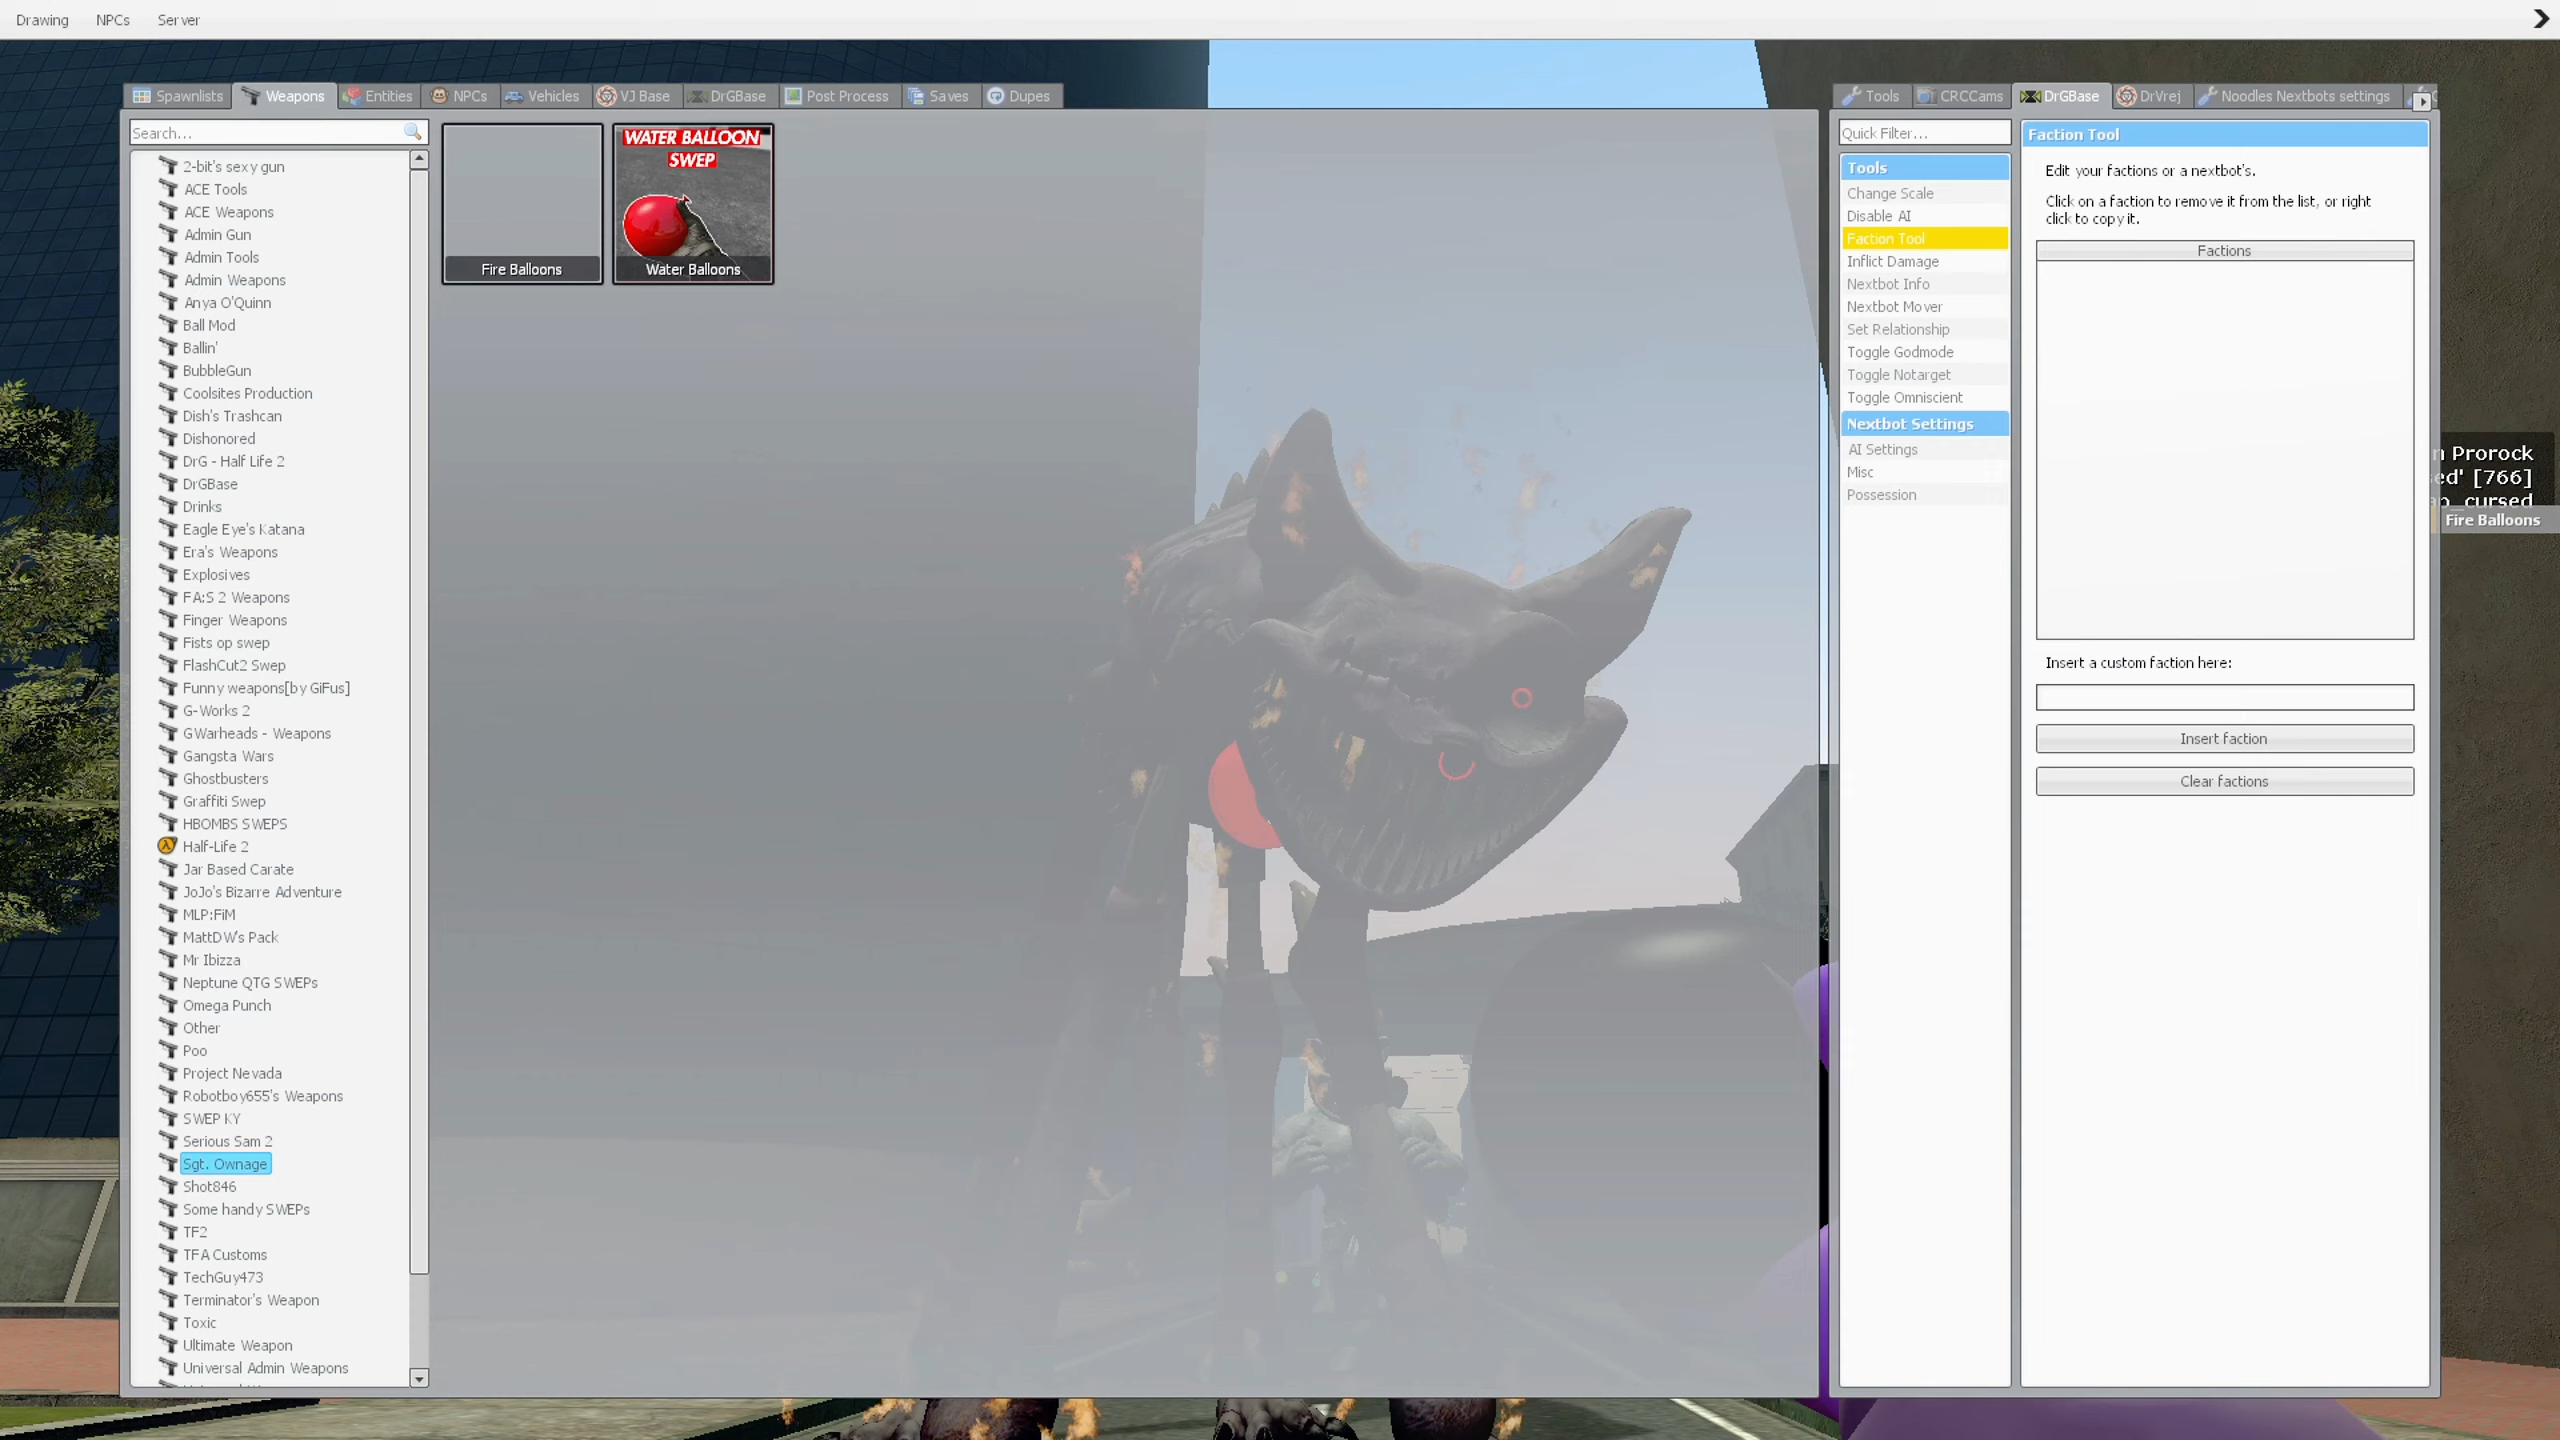 Drawing NPCs Server
Spawnlists Weapons Entities NPCs Vehicles VJ Base DrGBase Post Process Saves Dupes
Search...
2-bit's sexy gun
ACE Tools
ACE Weapons
Admin Gun
Admin Tools
Admin Weapons
Anya O'Quinn
Ball Mod
Ballin'
BubbleGun
Coolsites Production
Dish's Trashcan
Dishonored
DrG - Half Life 2
DrGBase
Drinks
Eagle Eye's Katana
Era's Weapons
Explosives
FA:S 2 Weapons
Finger Weapons
Fists op swep
FlashCut2 Swep
Funny weapons[by GiFus]
G-Works 2
GWarheads - Weapons
Gangsta Wars
Ghostbusters
Graffiti Swep
HBOMBS SWEPS
Half-Life 2
Jar Based Carate
JoJo's Bizarre Adventure
MLP:FiM
MattDW's Pack
Mr Ibizza
Neptune QTG SWEPs
Omega Punch
Other
Poo
Project Nevada
Robotboy655's Weapons
SWEP KY
Serious Sam 2
Sgt. Ownage
Shot846
Some handy SWEPs
TF2
TFA Customs
TechGuy473
Terminator's Weapon
Toxic
Ultimate Weapon
Universal Admin Weapons
Fire Balloons
WATER BALLOON
SWEP
Water Balloons
Tools CRCCams DrGBase DrVrej Noodles Nextbots settings
Quick Filter...
Tools
Change Scale
Disable AI
Faction Tool
Inflict Damage
Nextbot Info
Nextbot Mover
Set Relationship
Toggle Godmode
Toggle Notarget
Toggle Omniscient
Nextbot Settings
AI Settings
Misc
Possession
Faction Tool
Edit your factions or a nextbot's.
Click on a faction to remove it from the list, or right
click to copy it.
Factions
Insert a custom faction here:
Insert faction
Clear factions
n Prorock
ed' [766]
ap_cursed
Fire Balloons